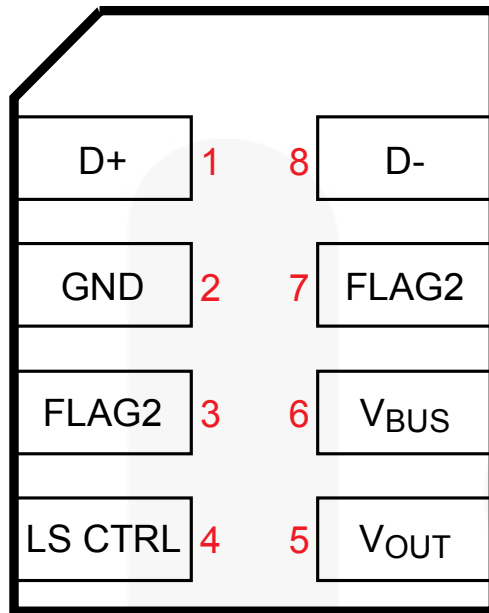 D+ 1 8 D-
GND 2 7 FLAG2
FLAG2 3 6 VBUS
LS CTRL 4 5 VOUT